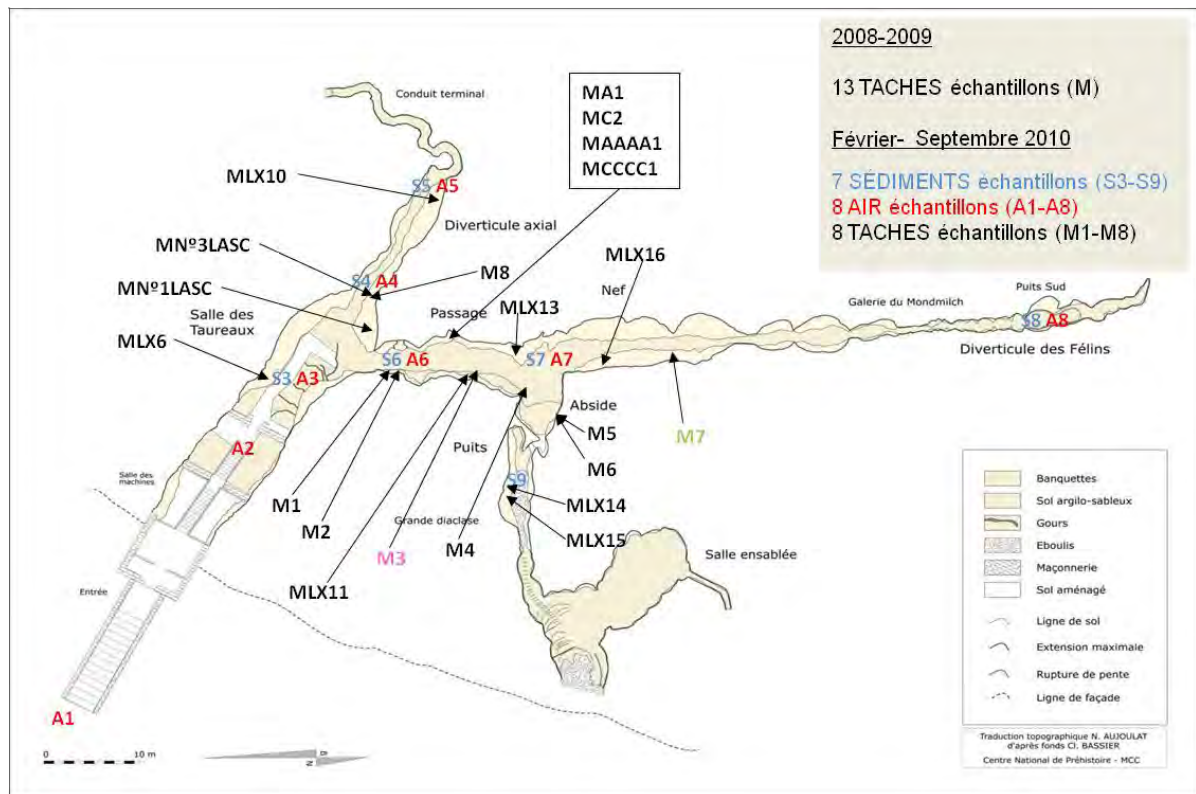 2008-2009
13 TACHES échantillons (M)
Février- Septembre 2010
7 SÉDIMENTS échantillons (S3-S9)
8 AIR échantillons (A1-A8)
8 TACHES échantillons (M1-M8)
MA1
MC2
MAAAA1
MCCCC1
Conduit terminal
MLX10
S5 A5
Diverticule axial
MNº3LASC
S4 A4
M8
MLX16
MNº1LASC
Salle des
Taureaux
Passage
MLX13
Nef
Galerie du Mondmilch
Puits Sud
S8 A8
Diverticule des Félins
MLX6
S3 A3
S6 A6
S7 A7
Abside
M5
M6
M7
A2
Puits
S9
Salle des
machines
M1
M2
Grande diaclase
M3
M4
MLX11
MLX14
MLX15
Salle ensablée
Entrée
A1
0 10 m
N
Banquettes
Sol argilo-sableux
Gours
Eboulis
Maçonnerie
Sol aménagé
Ligne de sol
Extension maximale
Rupture de pente
Ligne de façade
Traduction topographique N. AUJOULAT
d'après fonds Cl. BASSIER
Centre National de Préhistoire - MCC